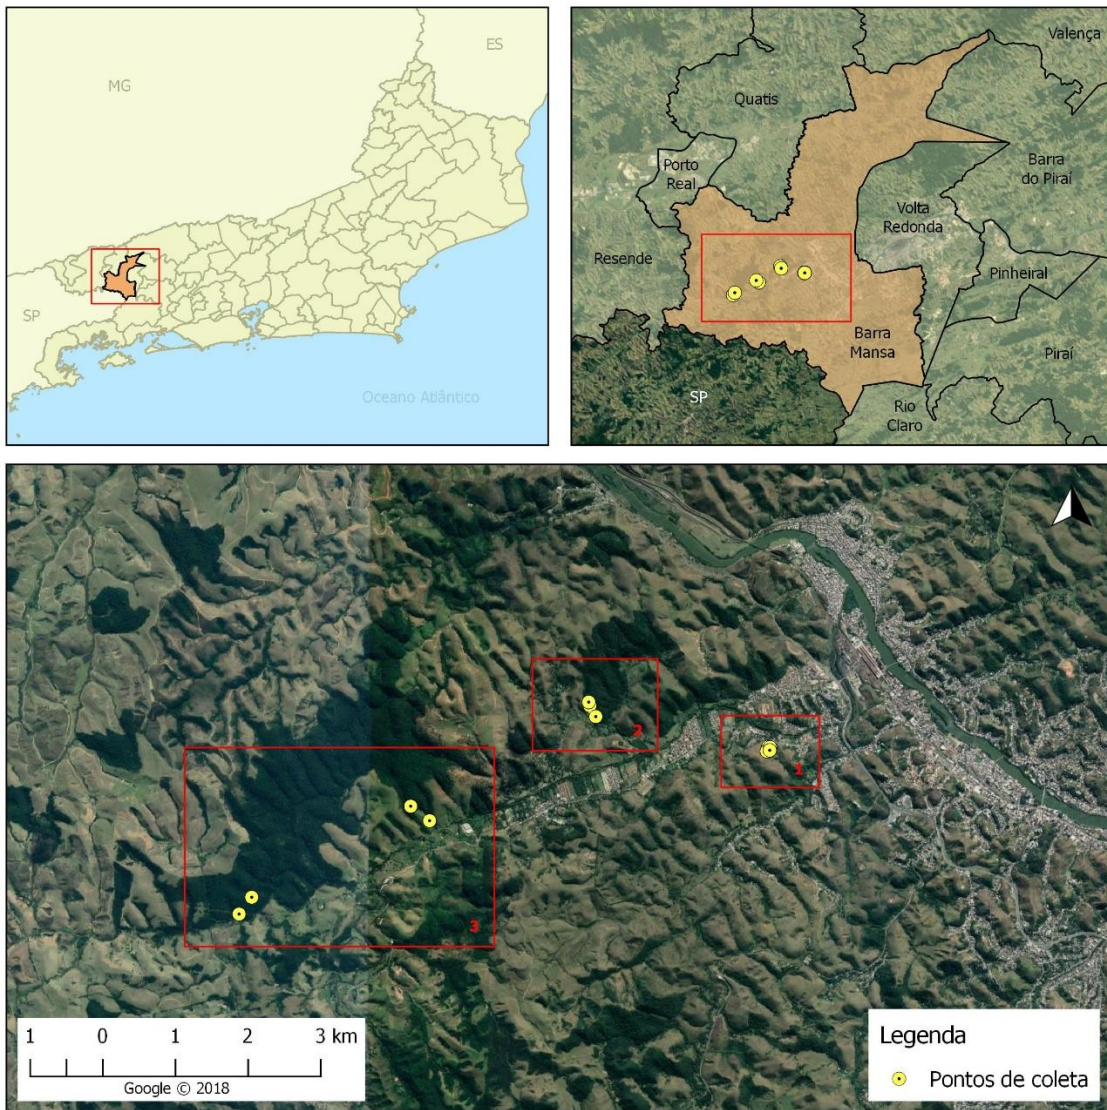 ES
MG
SP
Oceano Atlântico
Valença
Quatis
Porto
Real
Barra
do Piraí
Volta
Redonda
Resende
Pinheiral
Barra
Mansa
Piraí
SP
Rio
Claro
2
1
3
1 0 1 2 3 km
Google © 2018
Legenda
Pontos de coleta